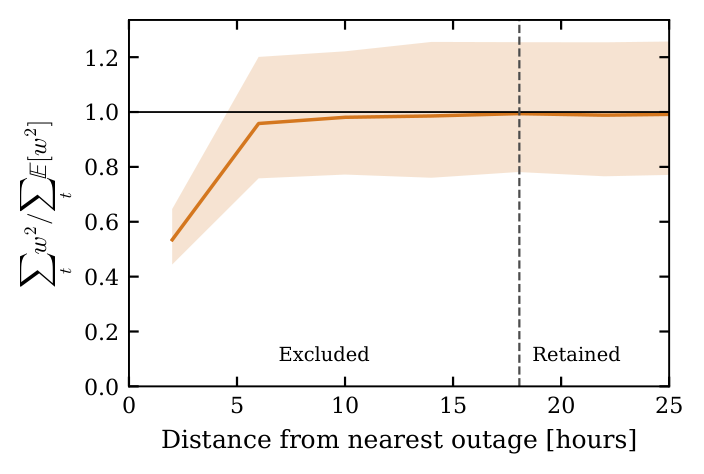 1.2
1.0
0.8
0.6
0.4
0.2
0.0
∑_t w² / ∑_t 𝔼[w²]
Excluded
Retained
0 5 10 15 20 25
Distance from nearest outage [hours]